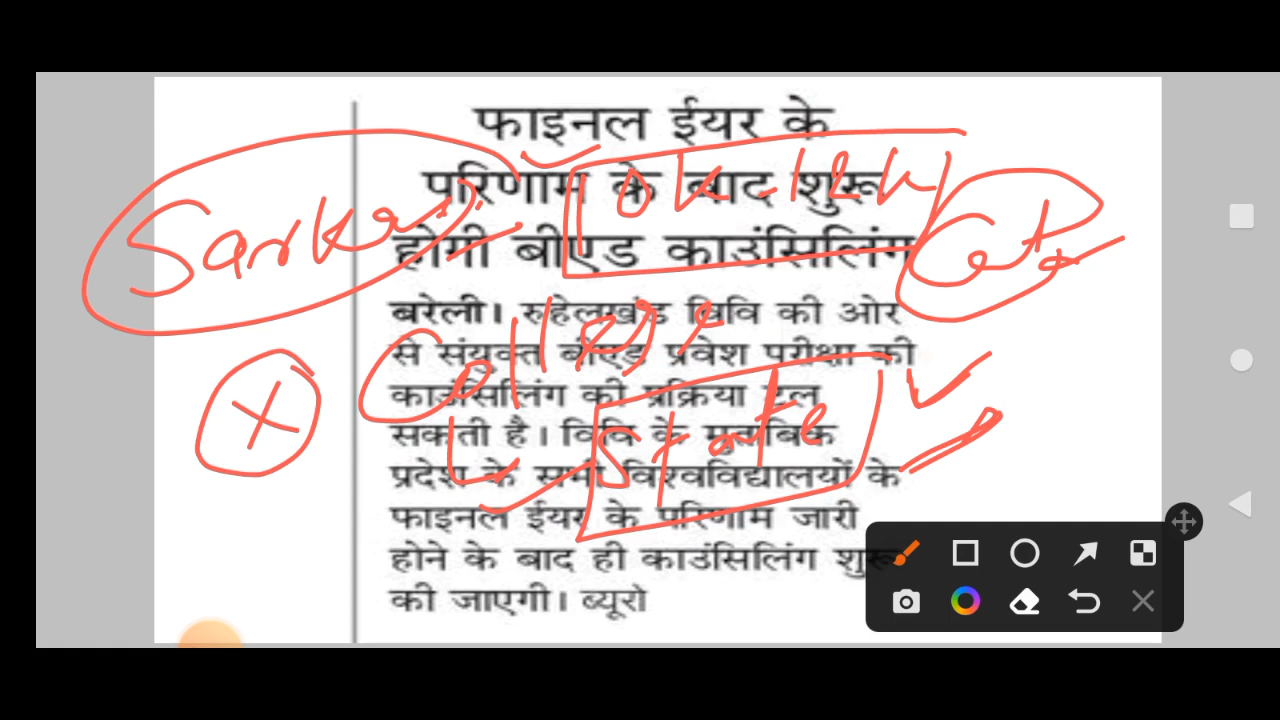 फाइनल ईयर के
परिणाम के बाद शुरू
होगी बीएड काउंसिलिंग
बरेली। रुहेलखंड विवि की ओर
से संयुक्त बीएड प्रवेश परीक्षा की
काउंसिलिंग की प्रक्रिया टल
सकती है। विवि के मुताबिक
प्रदेश के सभी विश्वविद्यालयों के
फाइनल ईयर के परिणाम जारी
होने के बाद ही काउंसिलिंग शुरू
की जाएगी। ब्यूरो
Sarkari
College
State